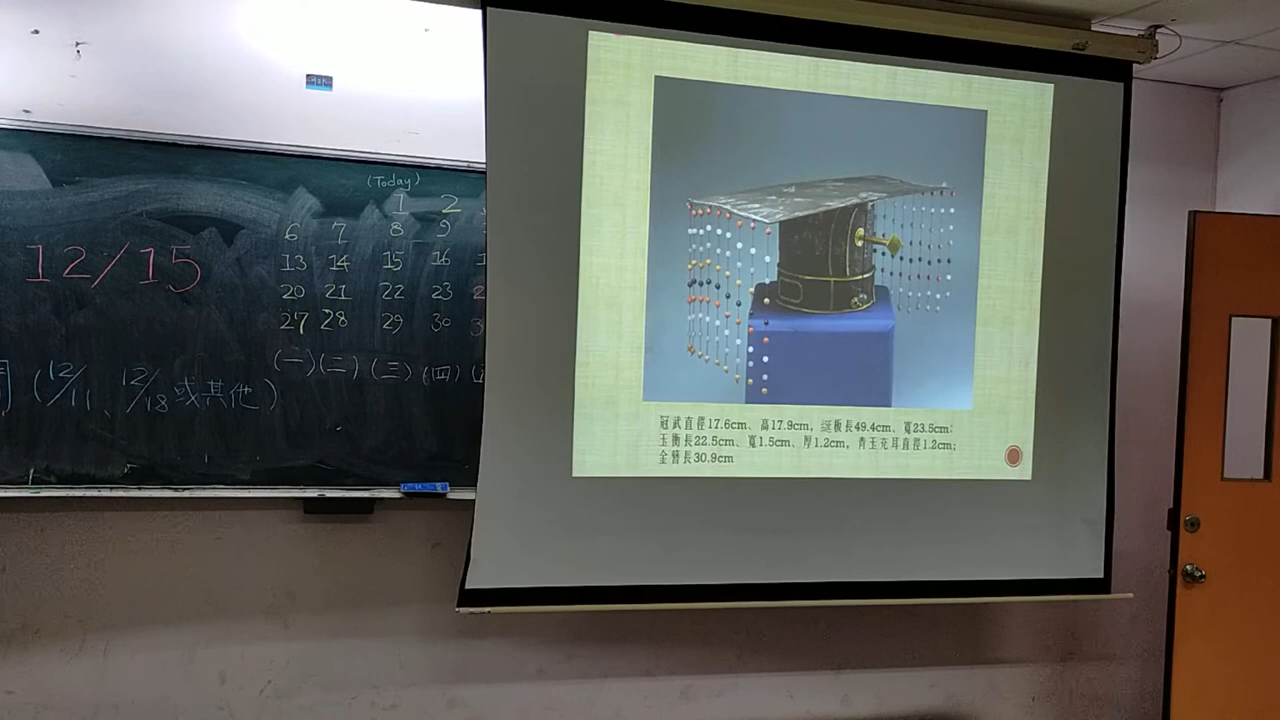 (Today)
1 2
6 7 8 9
12/15
13 14 15 16
20 21 22 23
27 28 29 30
(一)(二)(三)(四)
(12/11、12/18或其他)
冠武直徑17.6cm、高17.9cm, 綖板長49.4cm、寬23.5cm;
玉衡長22.5cm、寬1.5cm、厚1.2cm, 青玉充耳直徑1.2cm;
金簪長30.9cm